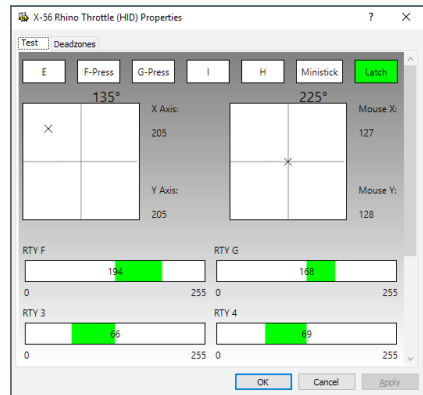 X-56 Rhino Throttle (HID) Properties ? ×
Test Deadzones
E F-Press G-Press I H Ministick Latch
135° 225°
X Axis: Mouse X:
205 127
Y Axis: Mouse Y:
205 128
RTY F RTY G
194 168
0 255 0 255
RTY 3 RTY 4
66 69
0 255 0 255
OK Cancel Apply